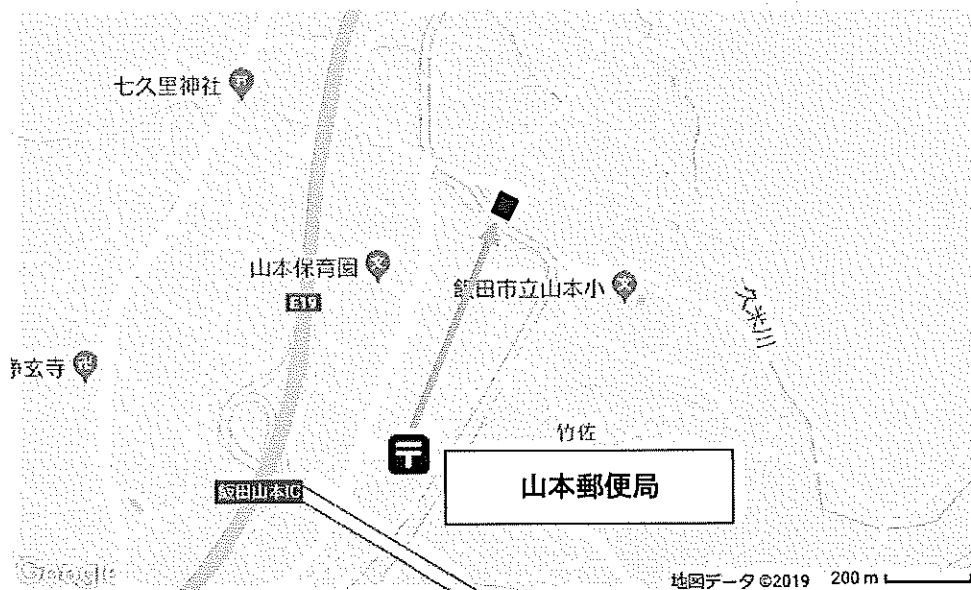 七久里神社
山本保育園
E19
飯田市立山本小
久米川
浄玄寺
竹佐
〒
山本郵便局
飯田山本IC
Google
地図データ ©2019
200 m